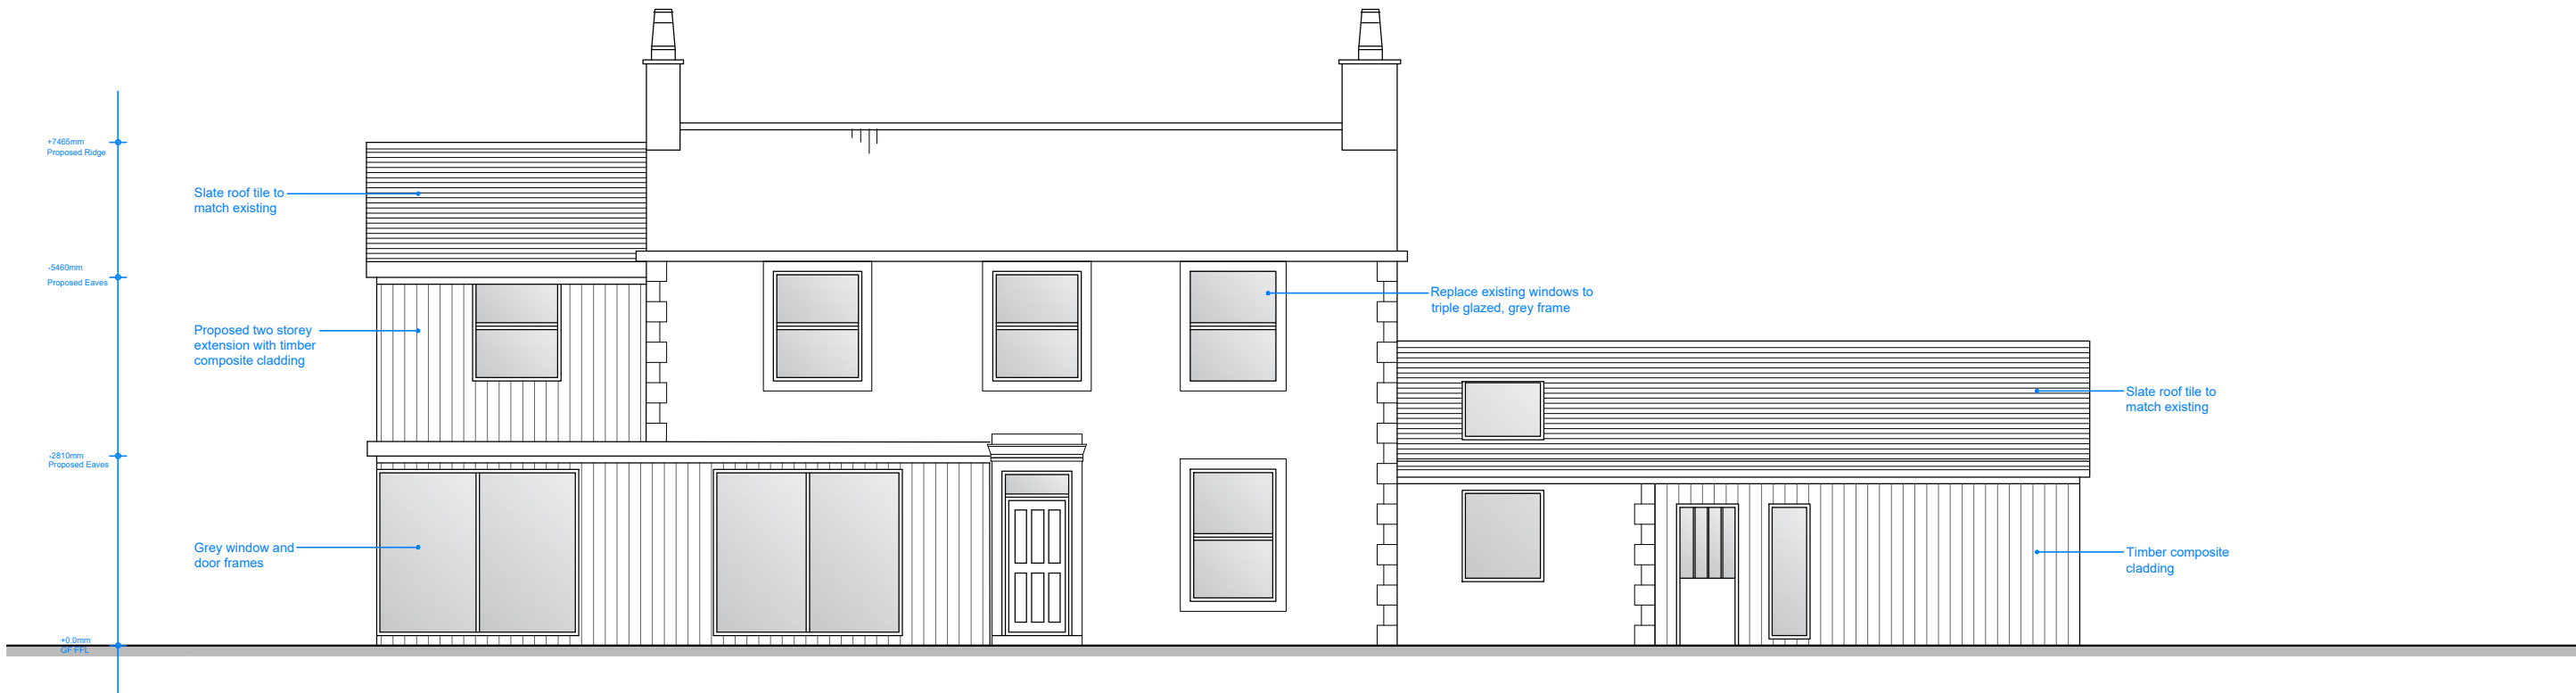 +7465mm
Proposed Ridge
Slate roof tile to
match existing
-5460mm
Proposed Eaves
Replace existing windows to
triple glazed, grey frame
Proposed two storey
extension with timber
composite cladding
Slate roof tile to
match existing
-2810mm
Proposed Eaves
Grey window and
door frames
Timber composite
cladding
+0.0mm
GF FFL